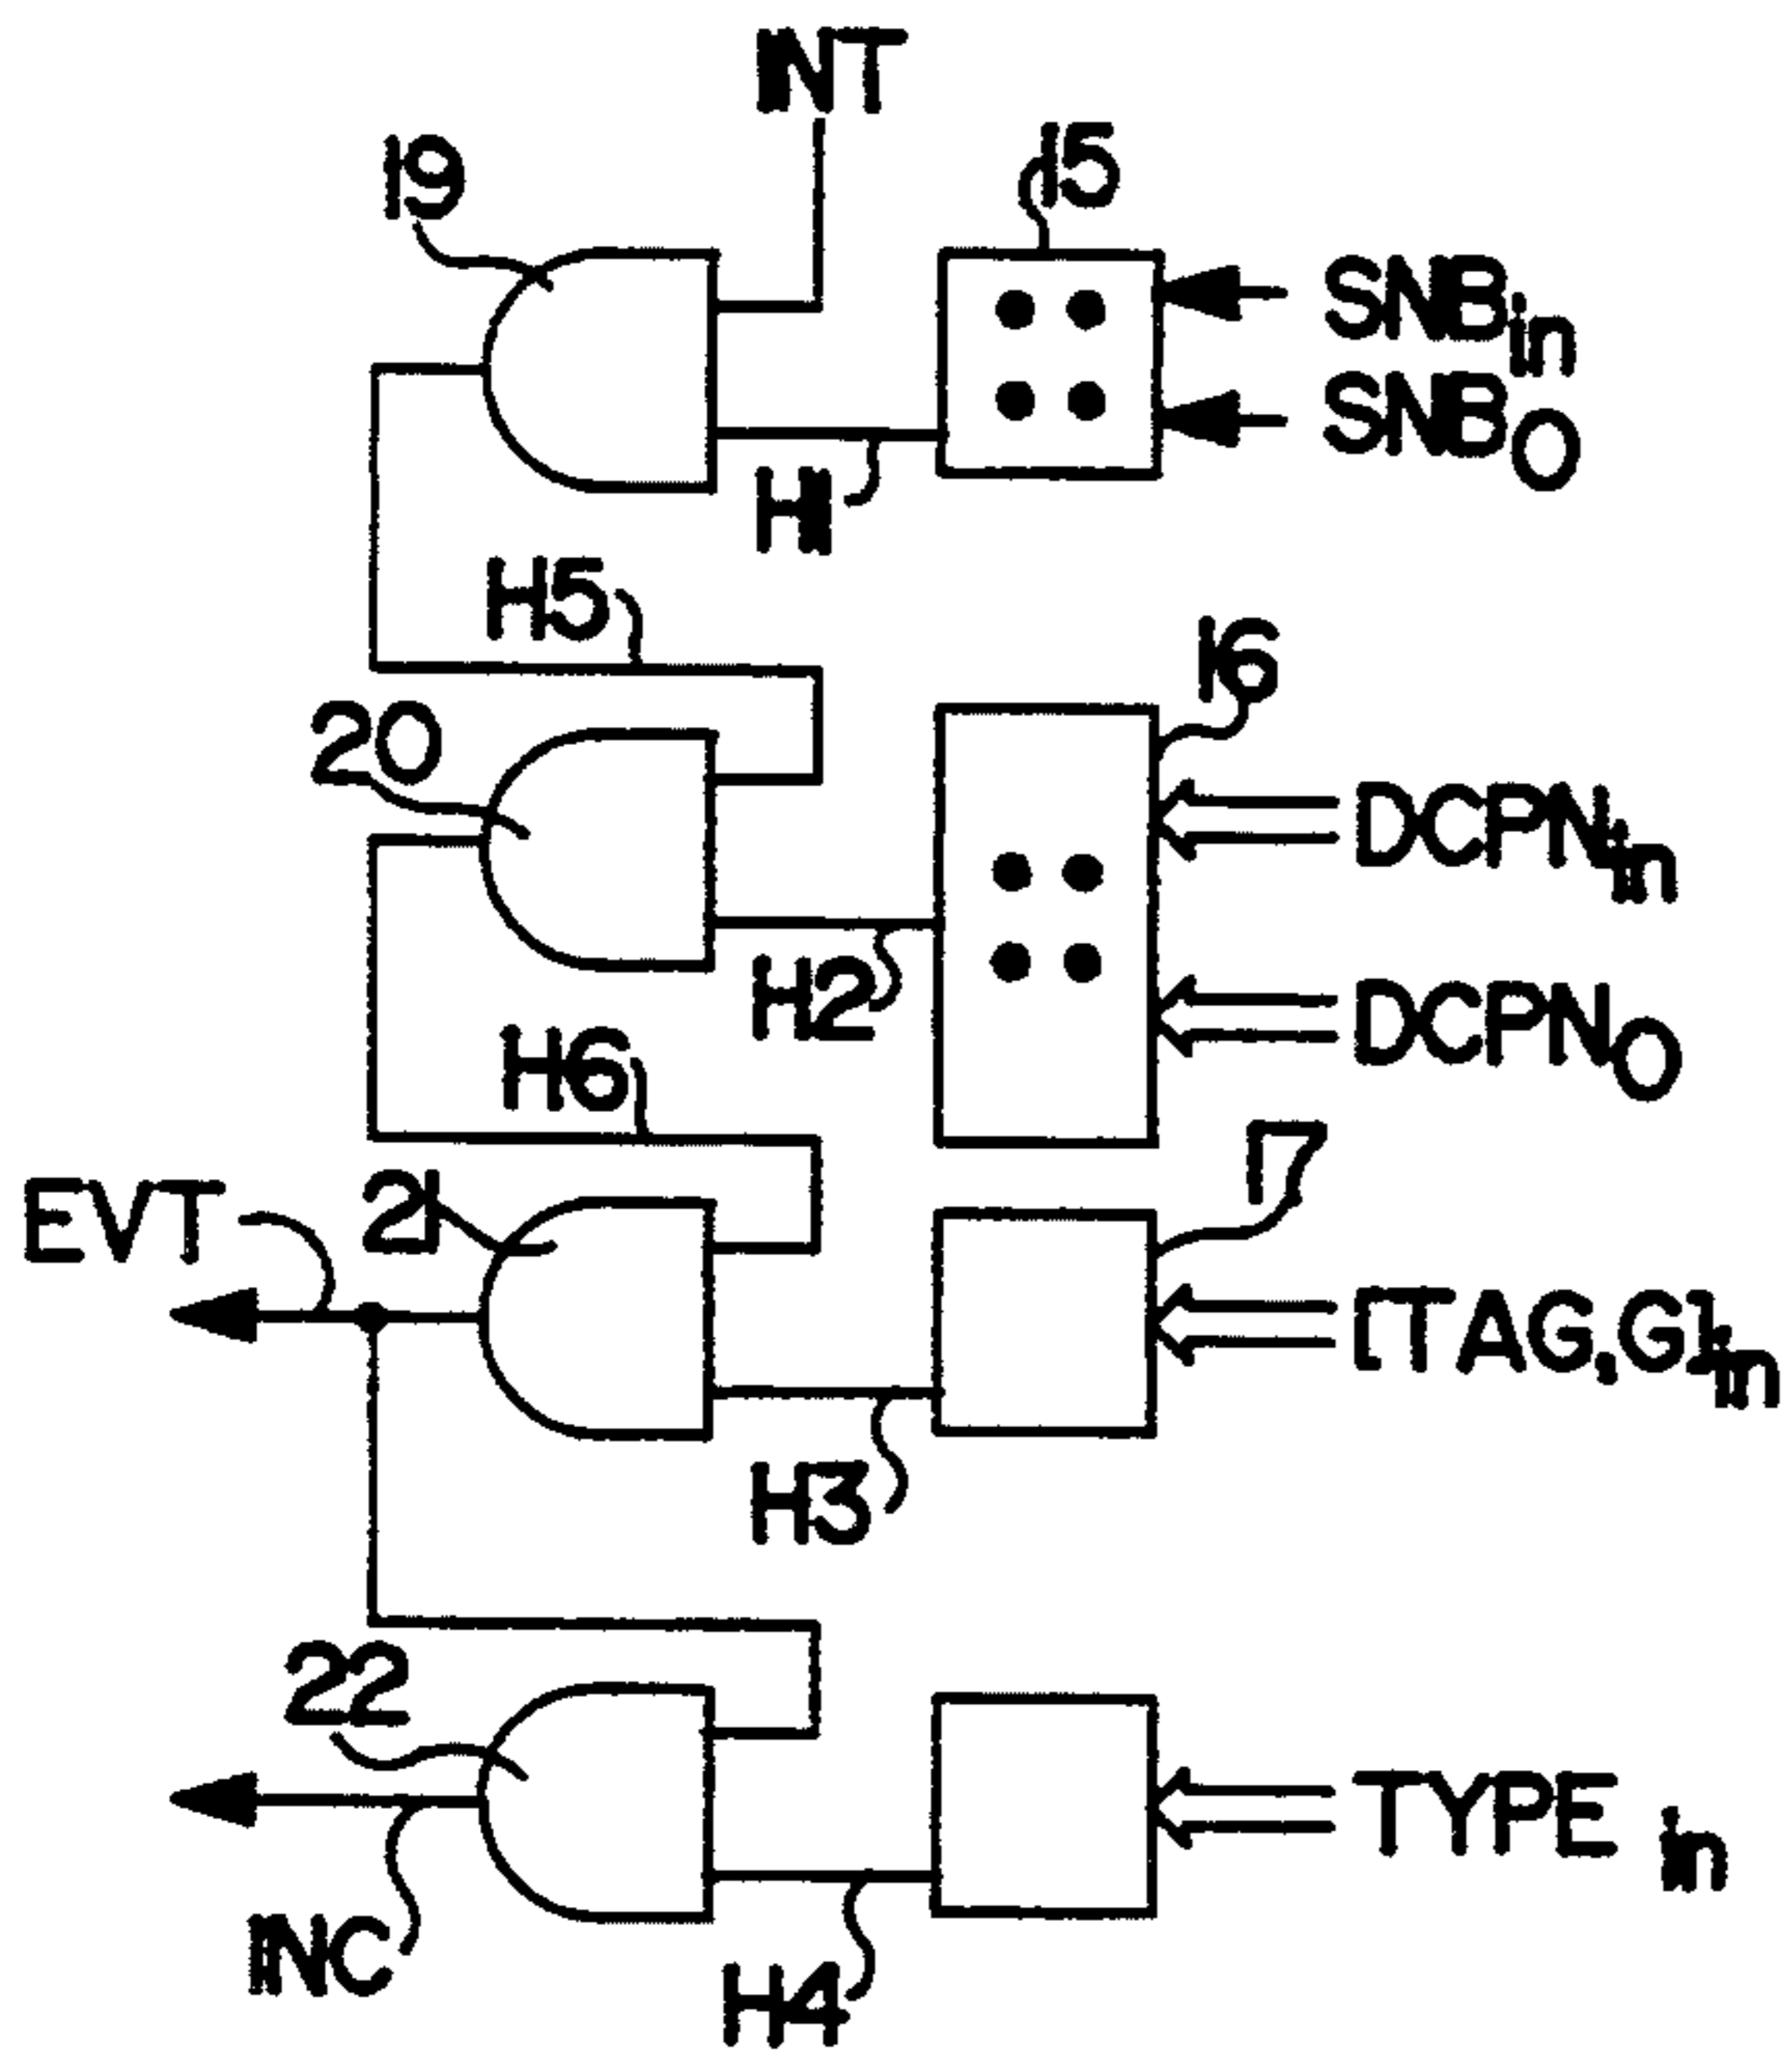 INT
19
15
SNBin
SNBO
H1
H5
16
20
DCPNin
H2
DCPNO
H6
17
EVT
21
[TAG,G]in
H3
22
TYPE in
INC
H4